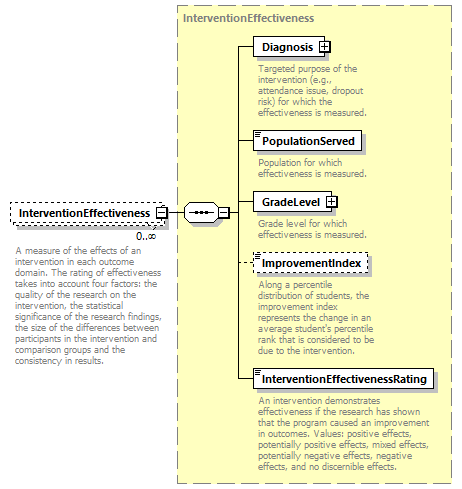 InterventionEffectiveness
Diagnosis
Targeted purpose of the
intervention (e.g.,
attendance issue, dropout
risk) for which the
effectiveness is measured.
PopulationServed
Population for which
effectiveness is measured.
InterventionEffectiveness
0..∞
A measure of the effects of an
intervention in each outcome
domain. The rating of effectiveness
takes into account four factors: the
quality of the research on the
intervention, the statistical
significance of the research findings,
the size of the differences between
participants in the intervention and
comparison groups and the
consistency in results.
GradeLevel
Grade level for which
effectiveness is measured.
ImprovementIndex
Along a percentile
distribution of students, the
improvement index
represents the change in an
average student's percentile
rank that is considered to be
due to the intervention.
InterventionEffectivenessRating
An intervention demonstrates
effectiveness if the research has shown
that the program caused an improvement
in outcomes. Values: positive effects,
potentially positive effects, mixed effects,
potentially negative effects, negative
effects, and no discernible effects.